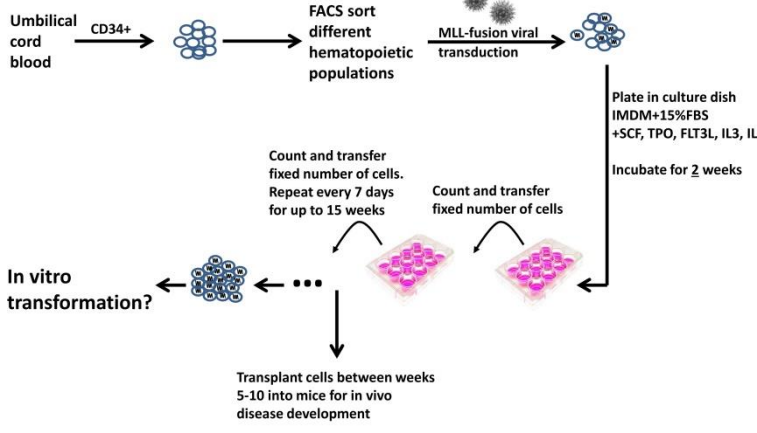 Umbilical
cord
blood
CD34+
FACS sort
different
hematopoietic
populations
MLL-fusion viral
transduction
Plate in culture dish
IMDM+15%FBS
+SCF, TPO, FLT3L, IL3, IL
Incubate for 2 weeks
Count and transfer
fixed number of cells
Count and transfer
fixed number of cells.
Repeat every 7 days
for up to 15 weeks
In vitro
transformation?
Transplant cells between weeks
5-10 into mice for in vivo
disease development